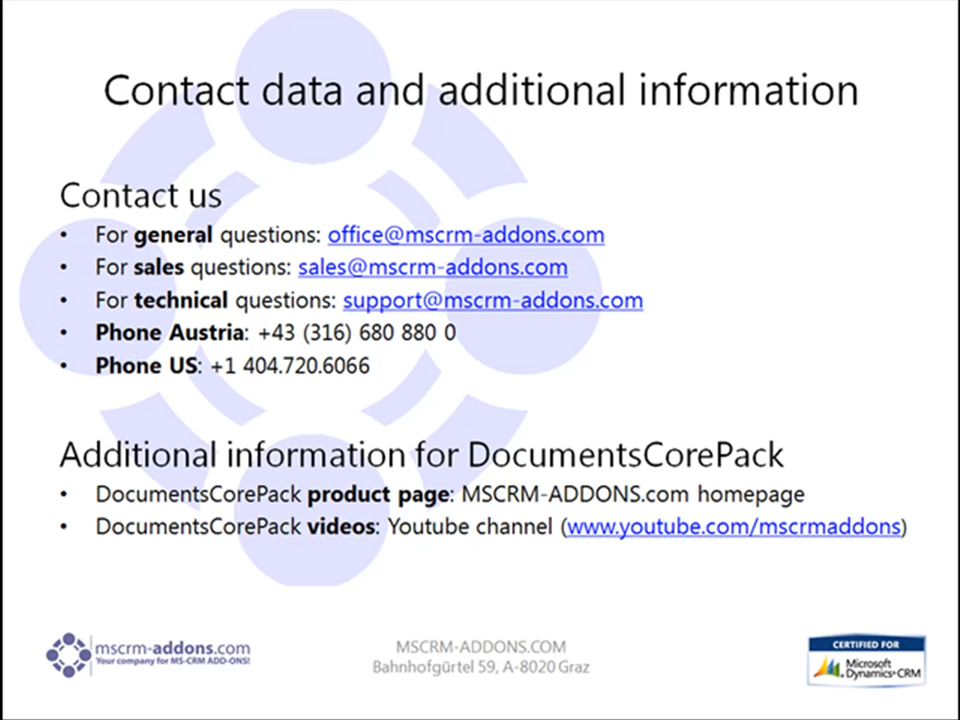 Contact data and additional information
Contact us
• For general questions: office@mscrm-addons.com
• For sales questions: sales@mscrm-addons.com
• For technical questions: support@mscrm-addons.com
• Phone Austria: +43 (316) 680 880 0
• Phone US: +1 404.720.6066
Additional information for DocumentsCorePack
• DocumentsCorePack product page: MSCRM-ADDONS.com homepage
• DocumentsCorePack videos: Youtube channel (www.youtube.com/mscrmaddons)
mscrm-addons.com
Your company for MS-CRM ADD-ONS!
MSCRM-ADDONS.COM
Bahnhofgürtel 59, A-8020 Graz
CERTIFIED FOR
Microsoft
Dynamics CRM